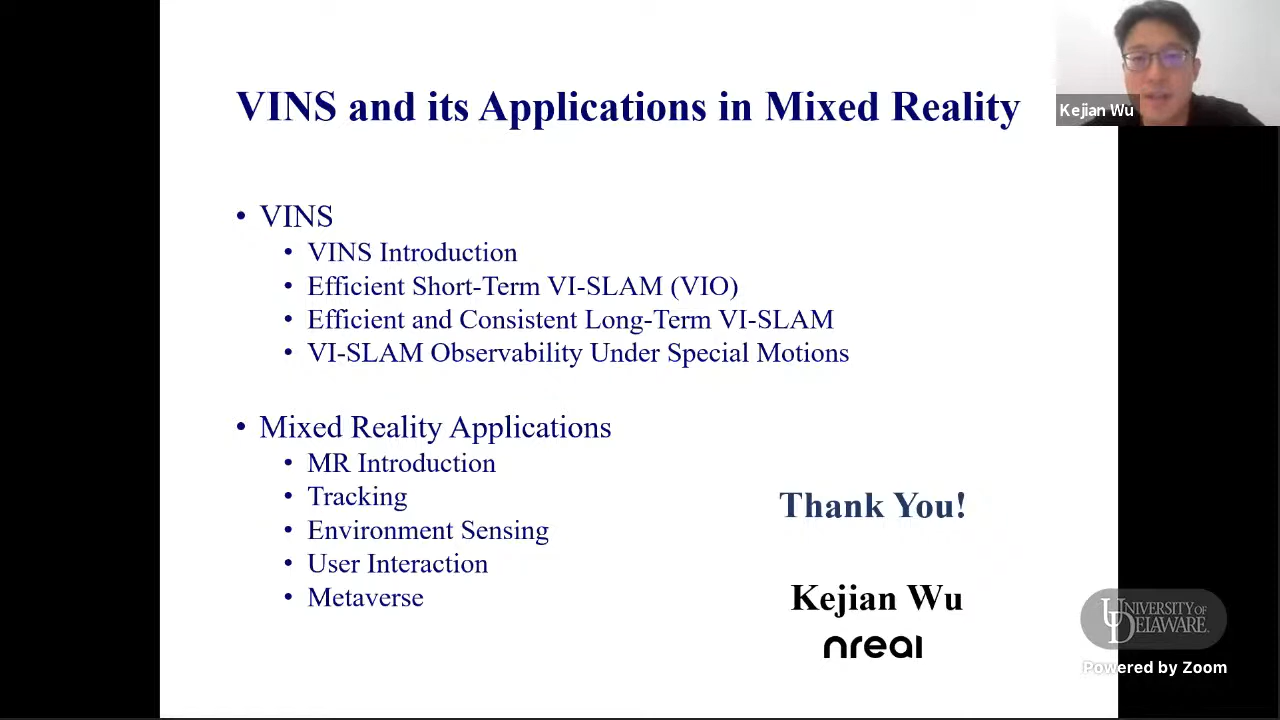 VINS and its Applications in Mixed Reality
Kejian Wu
• VINS
• VINS Introduction
• Efficient Short-Term VI-SLAM (VIO)
• Efficient and Consistent Long-Term VI-SLAM
• VI-SLAM Observability Under Special Motions
• Mixed Reality Applications
• MR Introduction
• Tracking
• Environment Sensing
• User Interaction
• Metaverse
Thank You!
Kejian Wu
nreal
UNIVERSITY OF
DELAWARE.
Powered by Zoom